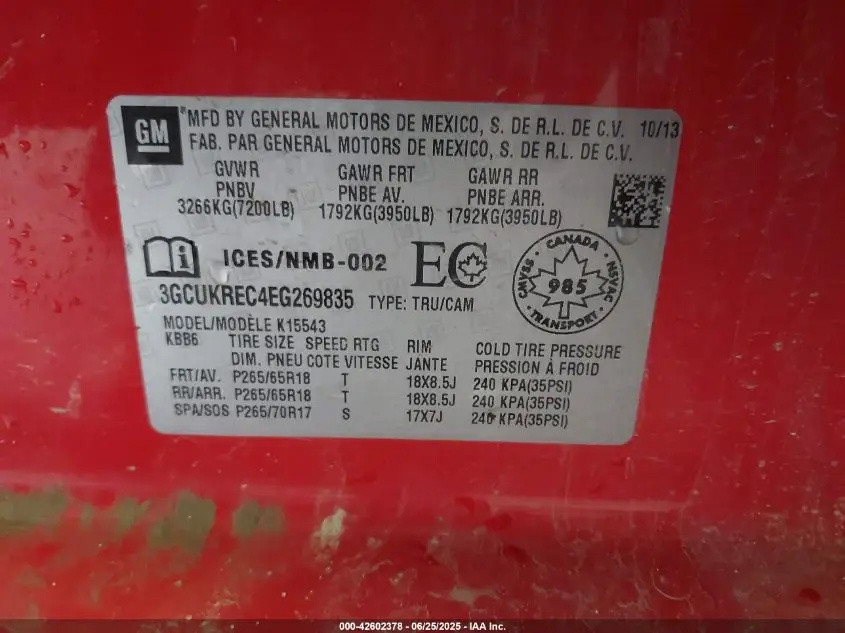 GM
*MFD BY GENERAL MOTORS DE MEXICO, S. DE R.L. DE C.V. 10/13
FAB. PAR GENERAL MOTORS DE MEXICO, S. DE R.L. DE C.V.
GVWR GAWR FRT GAWR RR
PNBV PNBE AV. PNBE ARR.
3266KG(7200LB) 1792KG(3950LB) 1792KG(3950LB)
i ICES/NMB-002 EC
CANADA
CMVSS 985 NSVAC
TRANSPORT
3GCUKREC4EG269835 TYPE: TRU/CAM
MODEL/MODÈLE K15543
KBB6 TIRE SIZE SPEED RTG RIM COLD TIRE PRESSURE
DIM. PNEU COTE VITESSE JANTE PRESSION À FROID
FRT/AV. P265/65R18 T 18X8.5J 240 KPA(35PSI)
RR/ARR. P265/65R18 T 18X8.5J 240 KPA(35PSI)
SPA/SOS P265/70R17 S 17X7J 240 KPA(35PSI)
000-42602378 - 06/25/2025 - IAA Inc.